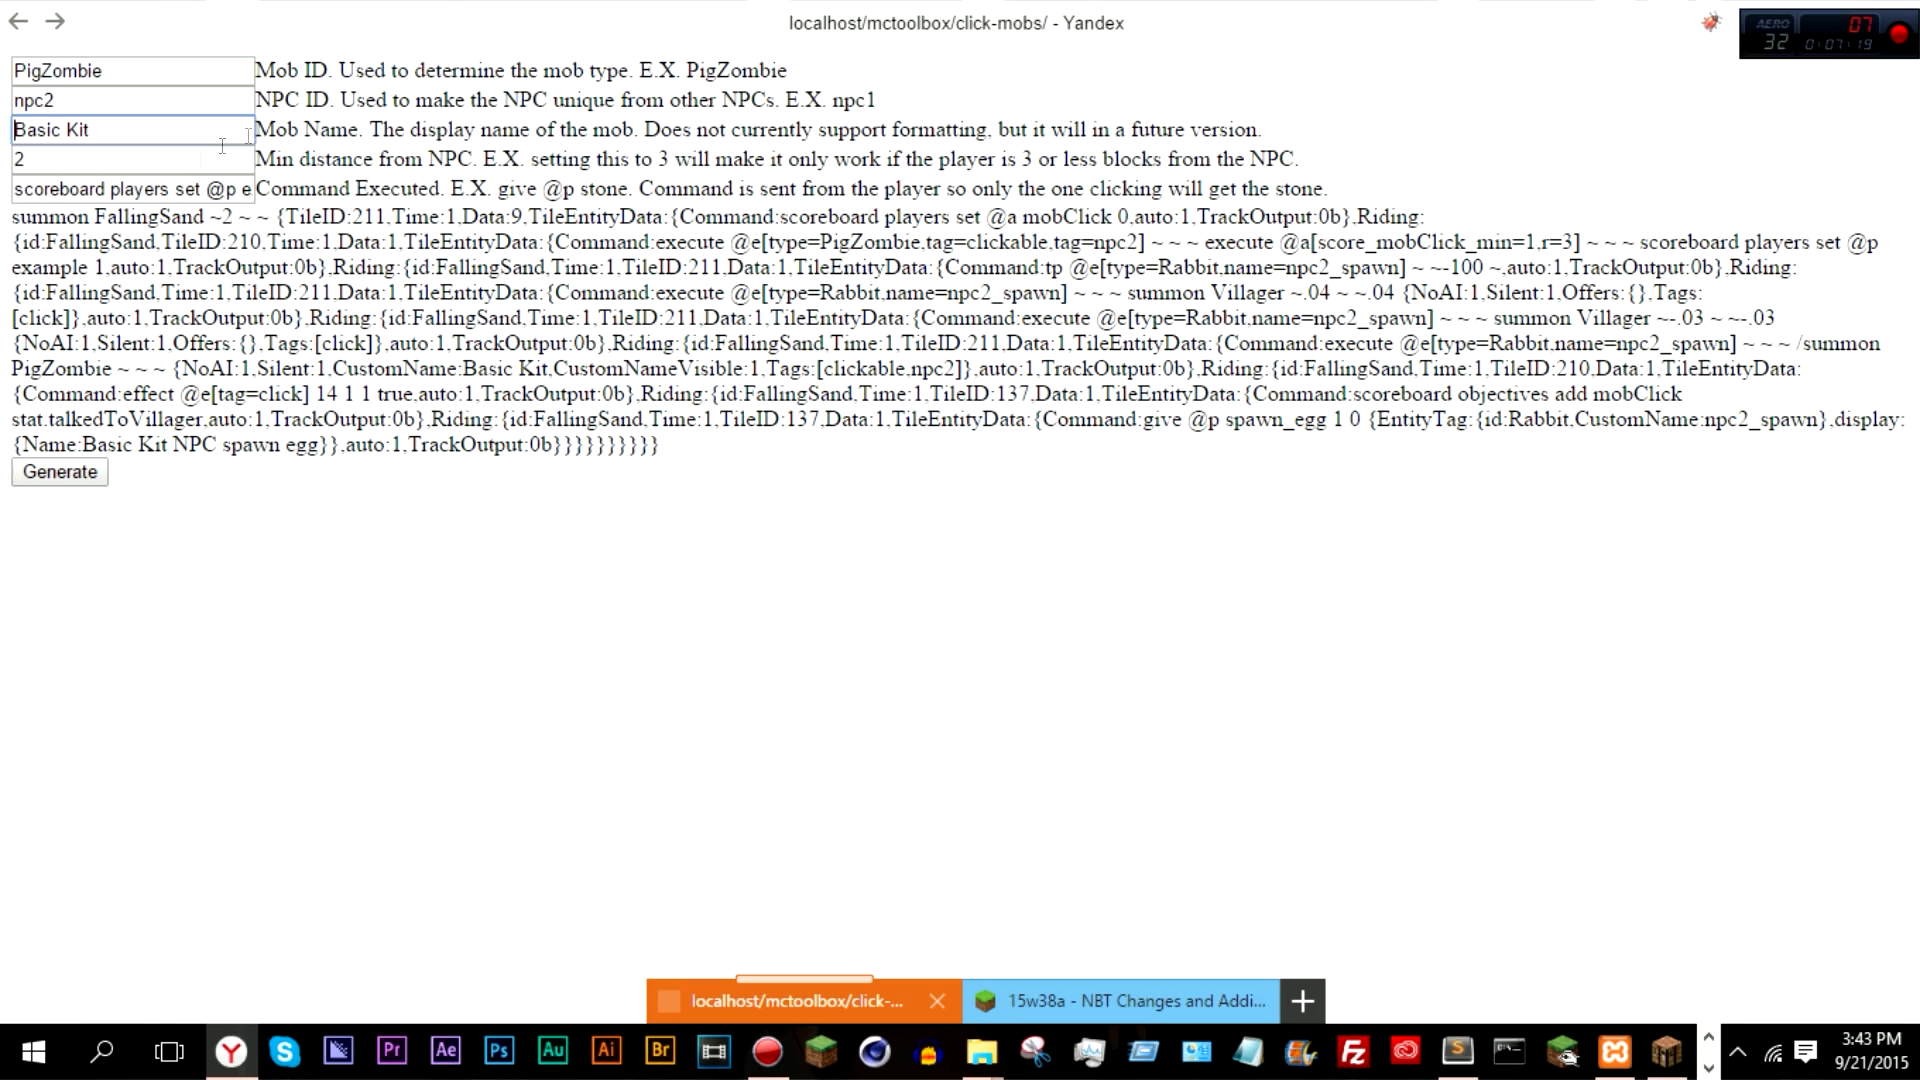 localhost/mctoolbox/click-mobs/ - Yandex
AERO 07
32 0:07:19
PigZombie Mob ID. Used to determine the mob type. E.X. PigZombie
npc2 NPC ID. Used to make the NPC unique from other NPCs. E.X. npc1
Basic Kit Mob Name. The display name of the mob. Does not currently support formatting, but it will in a future version.
2 Min distance from NPC. E.X. setting this to 3 will make it only work if the player is 3 or less blocks from the NPC.
scoreboard players set @p e Command Executed. E.X. give @p stone. Command is sent from the player so only the one clicking will get the stone.
summon FallingSand ~2 ~ ~ {TileID:211,Time:1,Data:9,TileEntityData:{Command:scoreboard players set @a mobClick 0,auto:1,TrackOutput:0b},Riding:
{id:FallingSand,TileID:210,Time:1,Data:1,TileEntityData:{Command:execute @e[type=PigZombie,tag=clickable,tag=npc2] ~ ~ ~ execute @a[score_mobClick_min=1,r=3] ~ ~ ~ scoreboard players set @p
example 1,auto:1,TrackOutput:0b},Riding:{id:FallingSand,Time:1,TileID:211,Data:1,TileEntityData:{Command:tp @e[type=Rabbit,name=npc2_spawn] ~ ~-100 ~,auto:1,TrackOutput:0b},Riding:
{id:FallingSand,Time:1,TileID:211,Data:1,TileEntityData:{Command:execute @e[type=Rabbit,name=npc2_spawn] ~ ~ ~ summon Villager ~.04 ~ ~.04 {NoAI:1,Silent:1,Offers:{},Tags:
[click]},auto:1,TrackOutput:0b},Riding:{id:FallingSand,Time:1,TileID:211,Data:1,TileEntityData:{Command:execute @e[type=Rabbit,name=npc2_spawn] ~ ~ ~ summon Villager ~-.03 ~ ~-.03
{NoAI:1,Silent:1,Offers:{},Tags:[click]},auto:1,TrackOutput:0b},Riding:{id:FallingSand,Time:1,TileID:211,Data:1,TileEntityData:{Command:execute @e[type=Rabbit,name=npc2_spawn] ~ ~ ~ /summon
PigZombie ~ ~ ~ {NoAI:1,Silent:1,CustomName:Basic Kit,CustomNameVisible:1,Tags:[clickable,npc2]},auto:1,TrackOutput:0b},Riding:{id:FallingSand,Time:1,TileID:210,Data:1,TileEntityData:
{Command:effect @e[tag=click] 14 1 1 true,auto:1,TrackOutput:0b},Riding:{id:FallingSand,Time:1,TileID:137,Data:1,TileEntityData:{Command:scoreboard objectives add mobClick
stat.talkedToVillager,auto:1,TrackOutput:0b},Riding:{id:FallingSand,Time:1,TileID:137,Data:1,TileEntityData:{Command:give @p spawn_egg 1 0 {EntityTag:{id:Rabbit,CustomName:npc2_spawn},display:
{Name:Basic Kit NPC spawn egg}},auto:1,TrackOutput:0b}}}}}}}}}}
Generate
localhost/mctoolbox/click-...
15w38a - NBT Changes and Addi...
Pr Ae Ps Au Ai Br
3:43 PM
9/21/2015